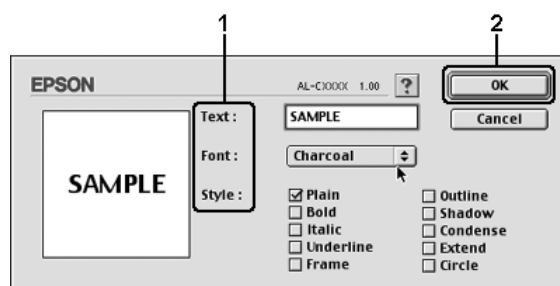 1 2
EPSON AL-CXXXX 1.00 ? OK
Text : SAMPLE Cancel
Font : Charcoal
SAMPLE
Style : Plain Outline
Bold Shadow
Italic Condense
Underline Extend
Frame Circle